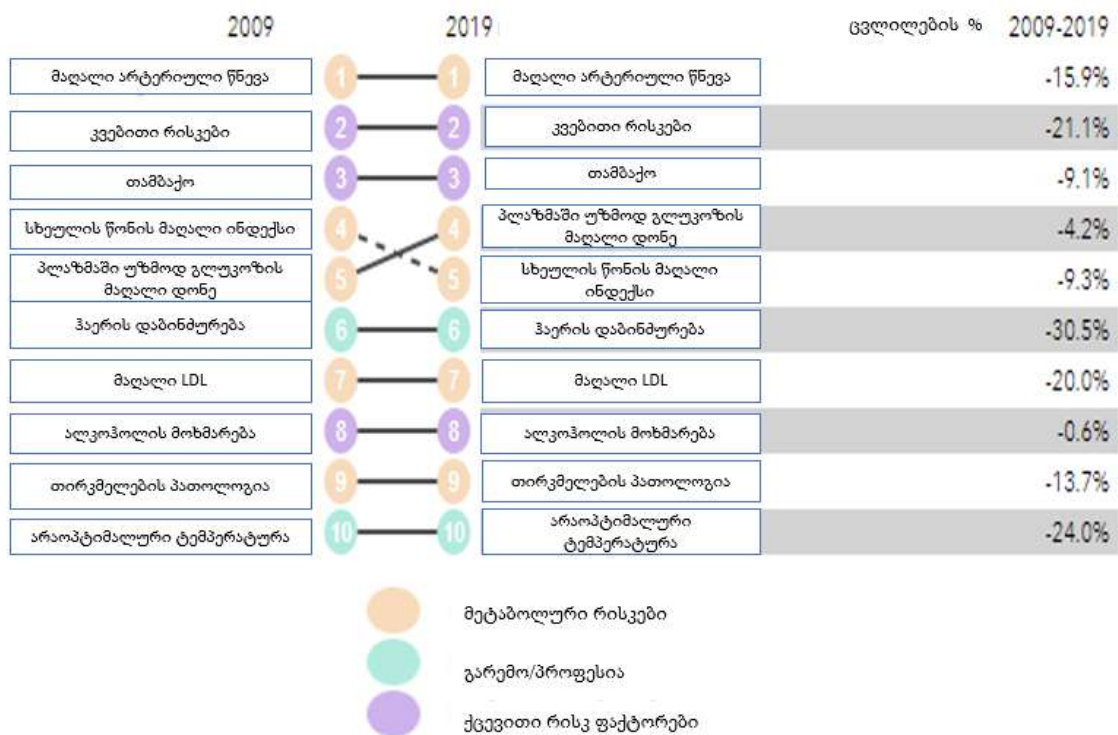 2009 2019 ცვლილების % 2009-2019
მაღალი არტერიული წნევა 1 1 მაღალი არტერიული წნევა -15.9%
კვებითი რისკები 2 2 კვებითი რისკები -21.1%
თამბაქო 3 3 თამბაქო -9.1%
სხეულის წონის მაღალი ინდექსი 4 4 პლაზმაში უზმოდ გლუკოზის
მაღალი დონე -4.2%
პლაზმაში უზმოდ გლუკოზის
მაღალი დონე 5 5 სხეულის წონის მაღალი
ინდექსი -9.3%
ჰაერის დაბინძურება 6 6 ჰაერის დაბინძურება -30.5%
მაღალი LDL 7 7 მაღალი LDL -20.0%
ალკოჰოლის მოხმარება 8 8 ალკოჰოლის მოხმარება -0.6%
თირკმელების პათოლოგია 9 9 თირკმელების პათოლოგია -13.7%
არაოპტიმალური ტემპერატურა 10 10 არაოპტიმალური
ტემპერატურა -24.0%
მეტაბოლური რისკები
გარემო/პროფესია
ქცევითი რისკ ფაქტორები